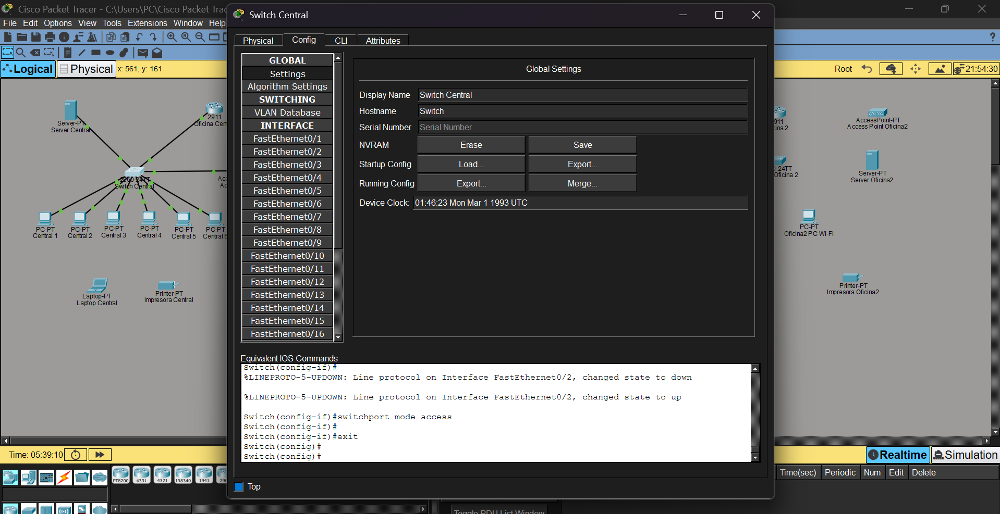 Cisco Packet Tracer - C:\Users\PC\Cisco Packet Trac
File Edit Options View Tools Extensions Window Help
?
Logical
Physical
x: 561, y: 161
Root
21:54:30
Server-PT
Server Central
2911
Oficina Cen
2960-24TT
Switch Central
PC-PT
Central 1
PC-PT
Central 2
PC-PT
Central 3
PC-PT
Central 4
PC-PT
Central 5
PC-PT
Central 6
Laptop-PT
Laptop Central
Printer-PT
Impresora Central
Switch Central
Physical
Config
CLI
Attributes
GLOBAL
Settings
Algorithm Settings
SWITCHING
VLAN Database
INTERFACE
FastEthernet0/1
FastEthernet0/2
FastEthernet0/3
FastEthernet0/4
FastEthernet0/5
FastEthernet0/6
FastEthernet0/7
FastEthernet0/8
FastEthernet0/9
FastEthernet0/10
FastEthernet0/11
FastEthernet0/12
FastEthernet0/13
FastEthernet0/14
FastEthernet0/15
FastEthernet0/16
Global Settings
Display Name Switch Central
Hostname Switch
Serial Number Serial Number
NVRAM Erase Save
Startup Config Load... Export...
Running Config Export... Merge...
Device Clock: 01:46:23 Mon Mar 1 1993 UTC
Equivalent IOS Commands
Switch(config-if)#
%LINEPROTO-5-UPDOWN: Line protocol on Interface FastEthernet0/2, changed state to down
%LINEPROTO-5-UPDOWN: Line protocol on Interface FastEthernet0/2, changed state to up
Switch(config-if)#switchport mode access
Switch(config-if)#
Switch(config-if)#exit
Switch(config)#
Switch(config)#
Top
911
cina 2
AccessPoint-PT
Access Point Oficina2
0-24TT
Oficina 2
Server-PT
Server Oficina2
PC-PT
Oficina2 PC Wi-Fi
Printer-PT
Impresora Oficina2
Time: 05:39:10
Realtime
Simulation
PT8200
4331
4321
IR8340
1941
290
Time(sec) Periodic Num Edit Delete
Toggle PDU List Window